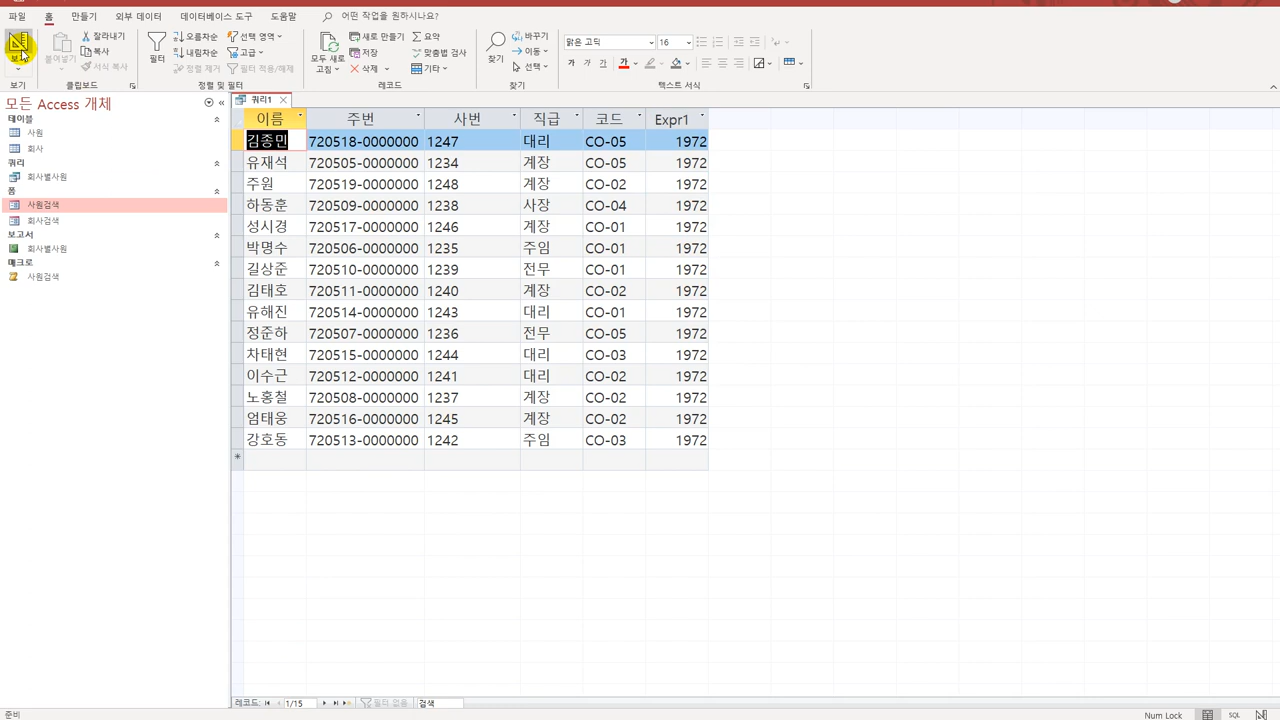 파일 홈 만들기 외부 데이터 데이터베이스 도구 도움말 어떤 작업을 원하시나요?
보기
붙여넣기
잘라내기
복사
서식 복사
필터
오름차순
내림차순
정렬 제거
선택 영역
고급
필터 적용/해제
모두 새로 고침
새로 만들기
저장
삭제
요약
맞춤법 검사
기타
찾기
바꾸기
이동
선택
맑은 고딕 16
가 가 가 가
보기 클립보드 정렬 및 필터 레코드 찾기 텍스트 서식
모든 Access 개체
테이블
사원
회사
쿼리
회사별사원
폼
사원검색
회사검색
보고서
회사별사원
매크로
사원검색
쿼리1
이름 주번 사번 직급 코드 Expr1
김종민 720518-0000000 1247 대리 CO-05 1972
유재석 720505-0000000 1234 계장 CO-05 1972
주원 720519-0000000 1248 계장 CO-02 1972
하동훈 720509-0000000 1238 사장 CO-04 1972
성시경 720517-0000000 1246 계장 CO-01 1972
박명수 720506-0000000 1235 주임 CO-01 1972
길상준 720510-0000000 1239 전무 CO-01 1972
김태호 720511-0000000 1240 계장 CO-02 1972
유해진 720514-0000000 1243 대리 CO-01 1972
정준하 720507-0000000 1236 전무 CO-05 1972
차태현 720515-0000000 1244 대리 CO-03 1972
이수근 720512-0000000 1241 대리 CO-02 1972
노홍철 720508-0000000 1237 계장 CO-02 1972
엄태웅 720516-0000000 1245 계장 CO-02 1972
강호동 720513-0000000 1242 주임 CO-03 1972
레코드: 1/15 필터 없음 검색
준비 Num Lock SQL